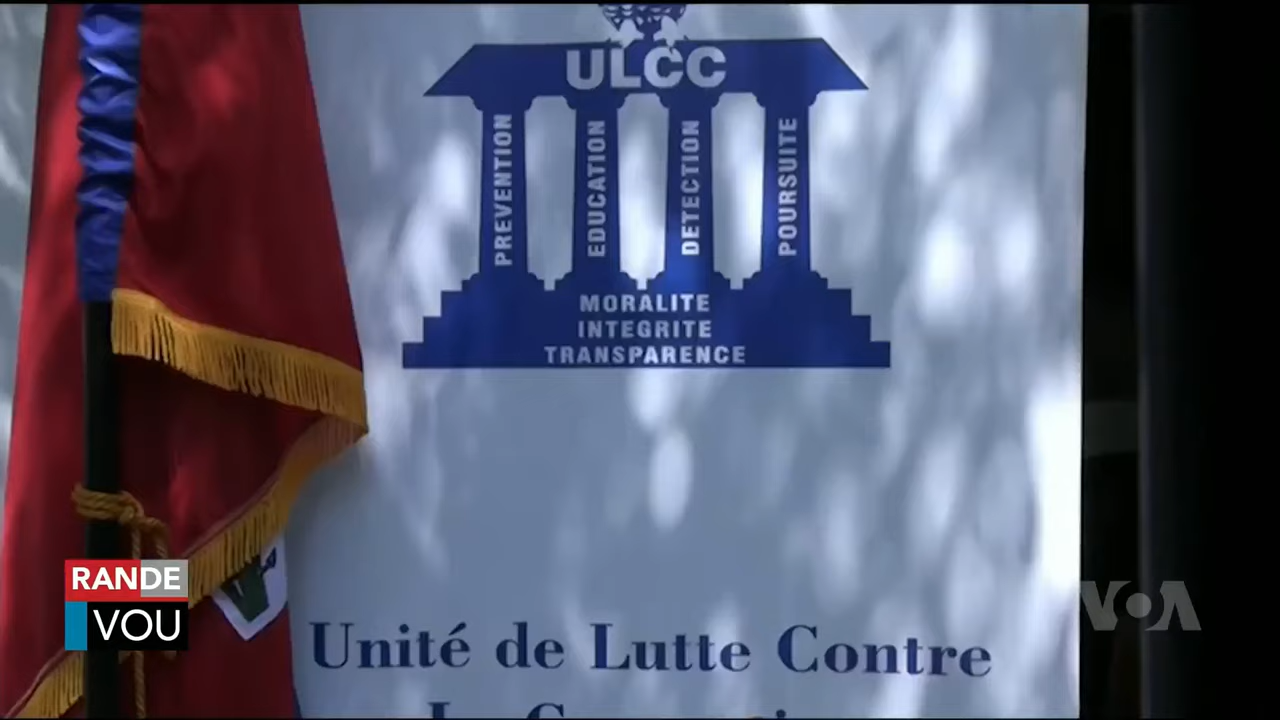 ULCC
PREVENTION
EDUCATION
DETECTION
POURSUITE
MORALITE
INTEGRITE
TRANSPARENCE
RANDE
VOU
VOA
Unité de Lutte Contre